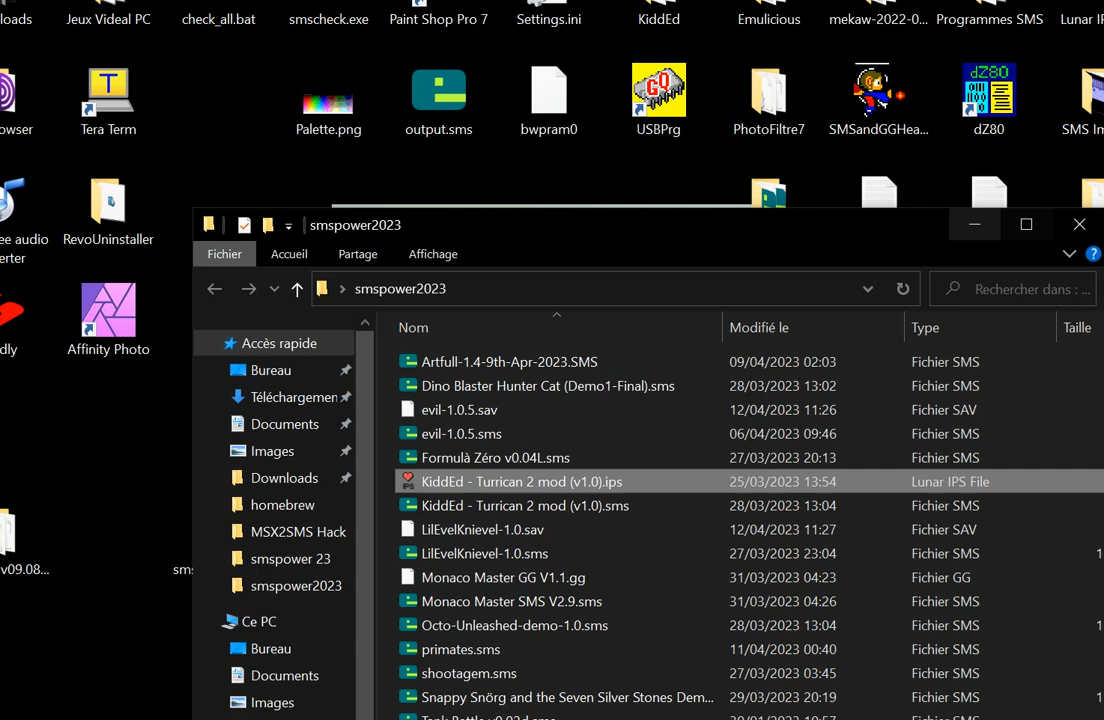 loads
Jeux Videal PC
check_all.bat
smscheck.exe
Paint Shop Pro 7
Settings.ini
KiddEd
Emulicious
mekaw-2022-0...
Programmes SMS
Lunar IP
T
GQ
dZ80
owser
Tera Term
Palette.png
output.sms
bwpram0
USBPrg
PhotoFiltre7
SMSandGGHea...
dZ80
SMS Im
ee audio
erter
RevoUninstaller
dly
Affinity Photo
v09.08...
sms
smspower2023
Fichier
Accueil
Partage
Affichage
?
smspower2023
Rechercher dans : ...
Accès rapide
Bureau
Téléchargemen
Documents
Images
Downloads
homebrew
MSX2SMS Hack
smspower 23
smspower2023
Ce PC
Bureau
Documents
Images
Nom Modifié le Type Taille
Artfull-1.4-9th-Apr-2023.SMS 09/04/2023 02:03 Fichier SMS
Dino Blaster Hunter Cat (Demo1-Final).sms 28/03/2023 13:02 Fichier SMS
evil-1.0.5.sav 12/04/2023 11:26 Fichier SAV
evil-1.0.5.sms 06/04/2023 09:46 Fichier SMS
Formulà Zéro v0.04L.sms 27/03/2023 20:13 Fichier SMS
IPS KiddEd - Turrican 2 mod (v1.0).ips 25/03/2023 13:54 Lunar IPS File
KiddEd - Turrican 2 mod (v1.0).sms 28/03/2023 13:04 Fichier SMS
LilEvelKnievel-1.0.sav 12/04/2023 11:27 Fichier SAV
LilEvelKnievel-1.0.sms 27/03/2023 23:04 Fichier SMS 1
Monaco Master GG V1.1.gg 31/03/2023 04:23 Fichier GG
Monaco Master SMS V2.9.sms 31/03/2023 04:26 Fichier SMS
Octo-Unleashed-demo-1.0.sms 28/03/2023 13:04 Fichier SMS 1
primates.sms 11/04/2023 00:40 Fichier SMS
shootagem.sms 27/03/2023 03:45 Fichier SMS
Snappy Snörg and the Seven Silver Stones Dem... 29/03/2023 20:19 Fichier SMS 1